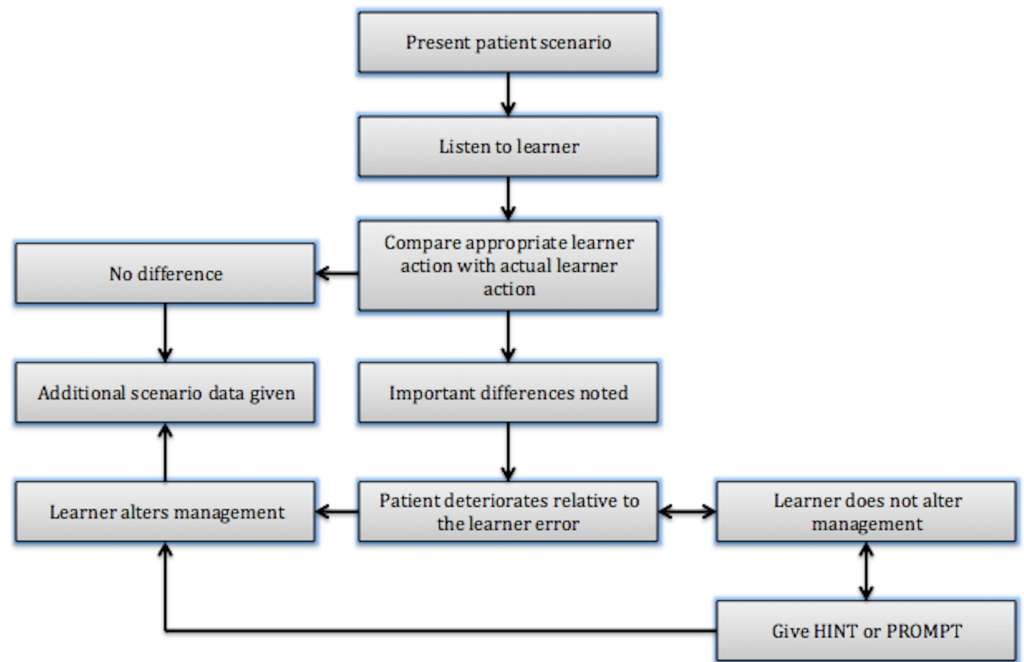 Present patient scenario
Listen to learner
Compare appropriate learner
action with actual learner
action
No difference
Additional scenario data given
Important differences noted
Learner alters management
Patient deteriorates relative to
the learner error
Learner does not alter
management
Give HINT or PROMPT